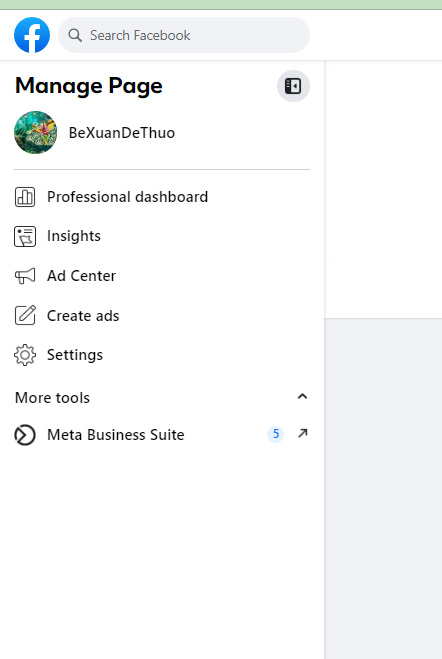 Search Facebook
Manage Page
BeXuanDeThuo
Professional dashboard
Insights
Ad Center
Create ads
Settings
More tools
Meta Business Suite 5